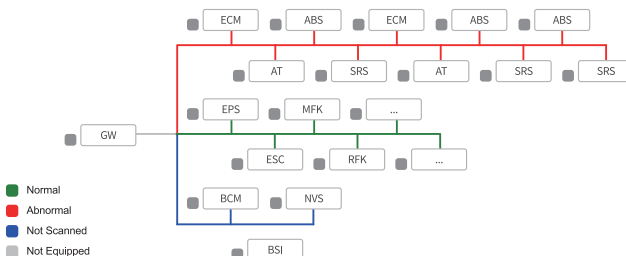 ECM ABS ECM ABS ABS
AT SRS AT SRS SRS
EPS MFK ...
GW
ESC RFK ...
Normal
BCM NVS
Abnormal
Not Scanned
Not Equipped
BSI